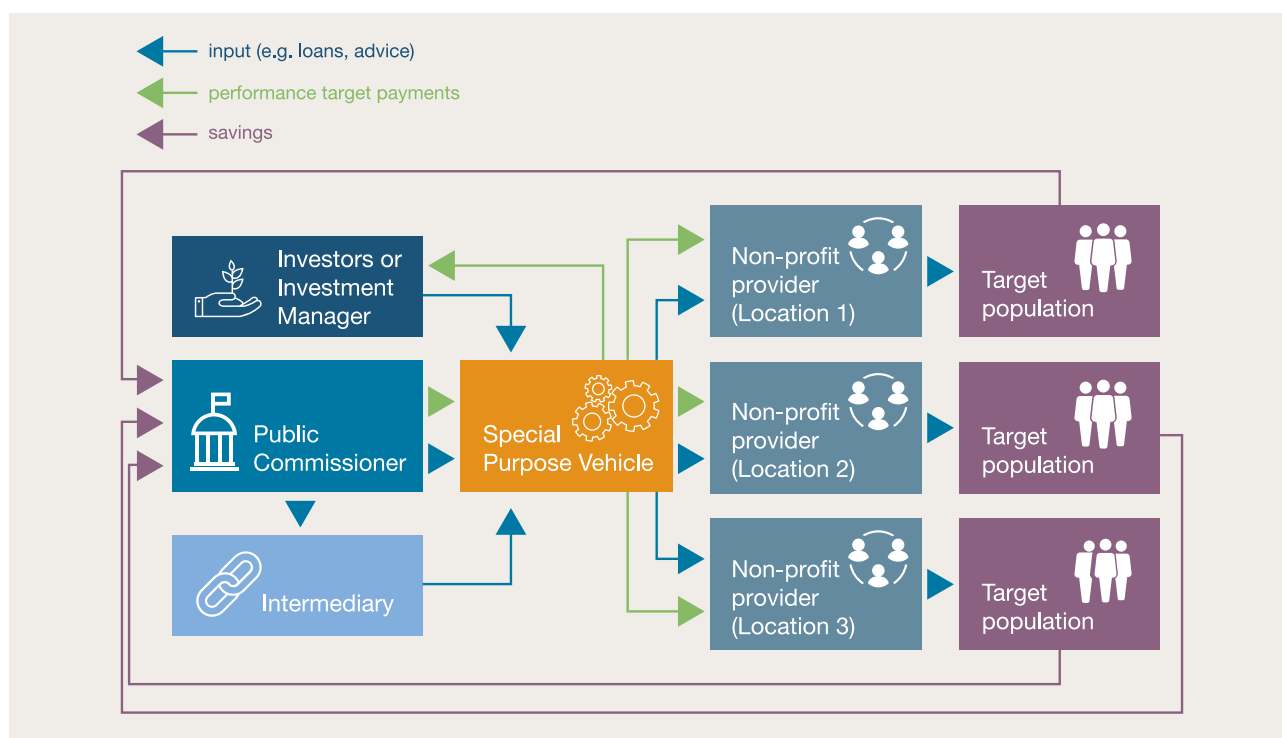 input (e.g. loans, advice)
performance target payments
savings
Investors or
Investment
Manager
Public
Commissioner
Intermediary
Special
Purpose Vehicle
Non-profit
provider
(Location 1)
Target
population
Non-profit
provider
(Location 2)
Target
population
Non-profit
provider
(Location 3)
Target
population